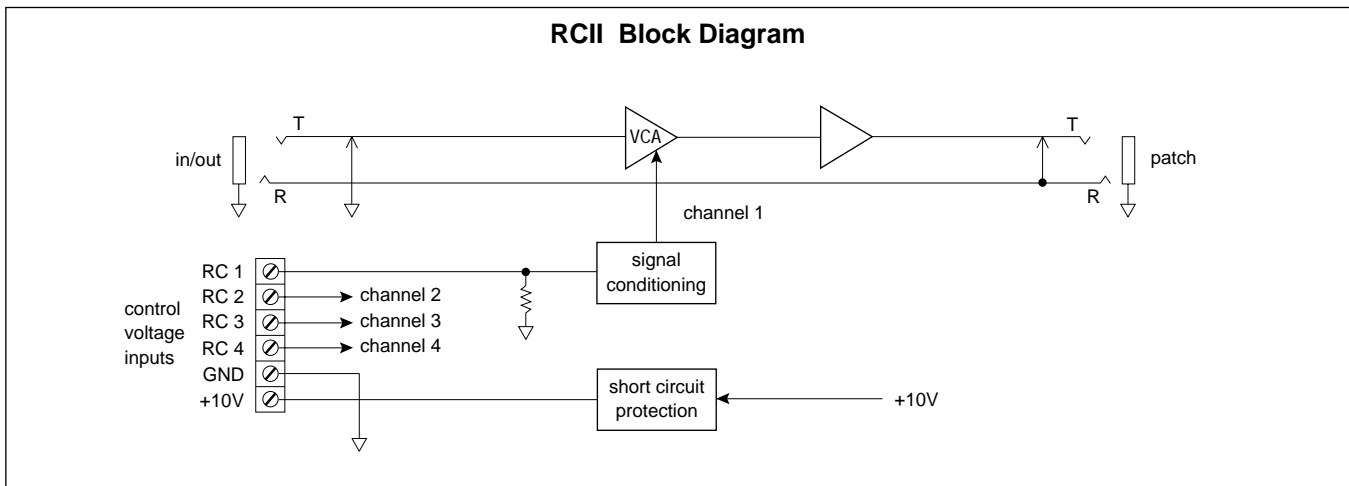 RCII Block Diagram
T
VCA
T
in/out
patch
R
R
channel 1
RC 1
signal
conditioning
RC 2
channel 2
control
voltage
inputs
RC 3
channel 3
RC 4
channel 4
GND
short circuit
protection
+10V
+10V